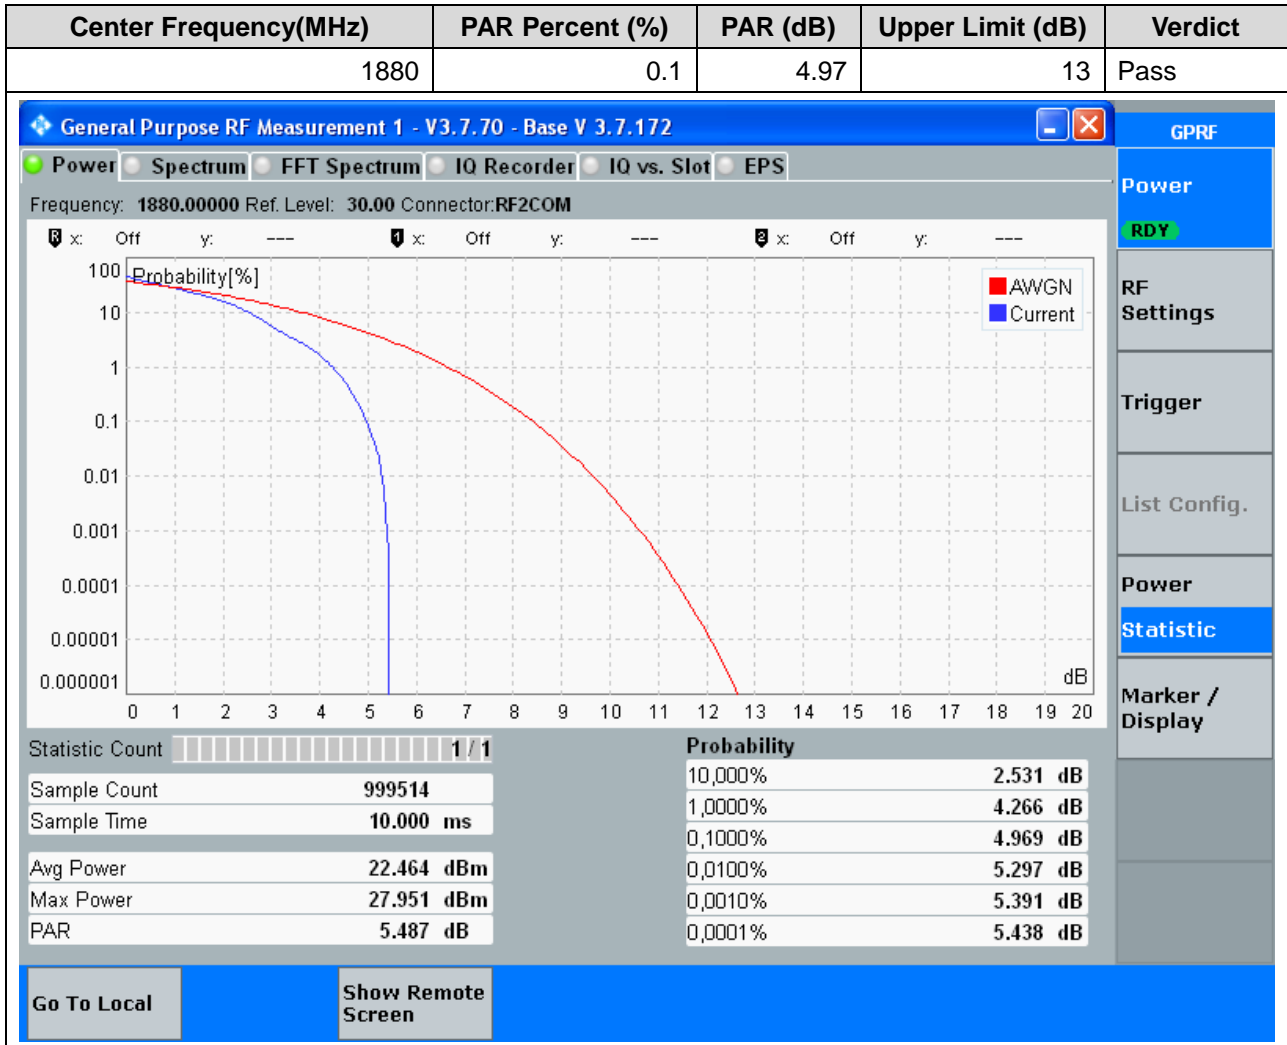 Center Frequency(MHz) PAR Percent (%) PAR (dB) Upper Limit (dB) Verdict
1880 0.1 4.97 13 Pass
General Purpose RF Measurement 1 - V3.7.70 - Base V 3.7.172
GPRF
Power Spectrum FFT Spectrum IQ Recorder IQ vs. Slot EPS
Power
RDY
Frequency: 1880.00000 Ref. Level: 30.00 Connector:RF2COM
R x: Off y: --- 1 x: Off y: --- 2 x: Off y: ---
Probability[%]
AWGN
Current
100
10
1
0.1
0.01
0.001
0.0001
0.00001
0.000001
dB
0 1 2 3 4 5 6 7 8 9 10 11 12 13 14 15 16 17 18 19 20
RF
Settings
Trigger
List Config.
Power
Statistic
Marker /
Display
Statistic Count 1 / 1
Sample Count 999514
Sample Time 10.000 ms
Avg Power 22.464 dBm
Max Power 27.951 dBm
PAR 5.487 dB
Probability
10,000% 2.531 dB
1,0000% 4.266 dB
0,1000% 4.969 dB
0,0100% 5.297 dB
0,0010% 5.391 dB
0,0001% 5.438 dB
Go To Local
Show Remote
Screen